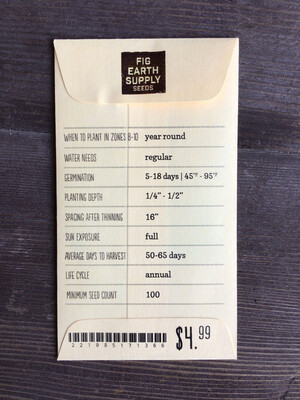 FIG
EARTH
SUPPLY
SEEDS
WHEN TO PLANT IN ZONES 8-10 year round
WATER NEEDS regular
GERMINATION 5-18 days | 45°F - 95°F
PLANTING DEPTH 1/4" - 1/2"
SPACING AFTER THINNING 16"
SUN EXPOSURE full
AVERAGE DAYS TO HARVEST 50-65 days
LIFE CYCLE annual
MINIMUM SEED COUNT 100
$4.99
221985171366